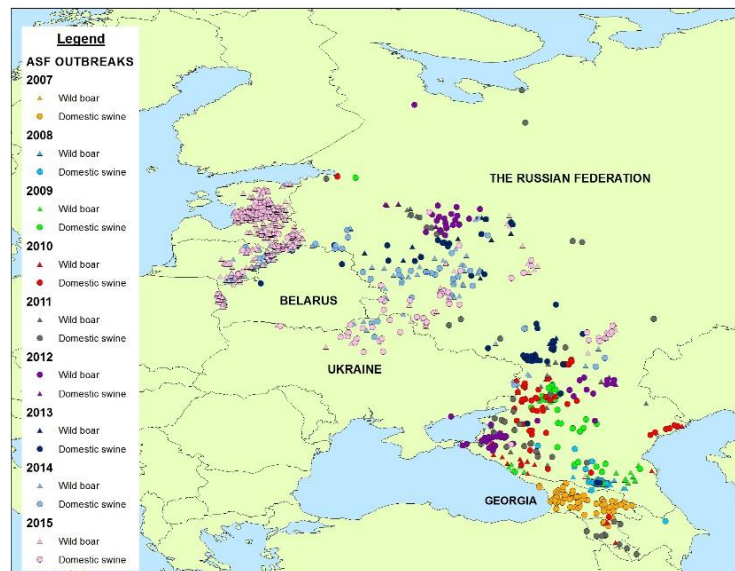 Legend
ASF OUTBREAKS
2007
Wild boar
Domestic swine
2008
Wild boar
Domestic swine
2009
Wild boar
Domestic swine
2010
Wild boar
Domestic swine
2011
Wild boar
Domestic swine
2012
Wild boar
Domestic swine
2013
Wild boar
Domestic swine
2014
Wild boar
Domestic swine
2015
Wild boar
Domestic swine
THE RUSSIAN FEDERATION
BELARUS
UKRAINE
GEORGIA